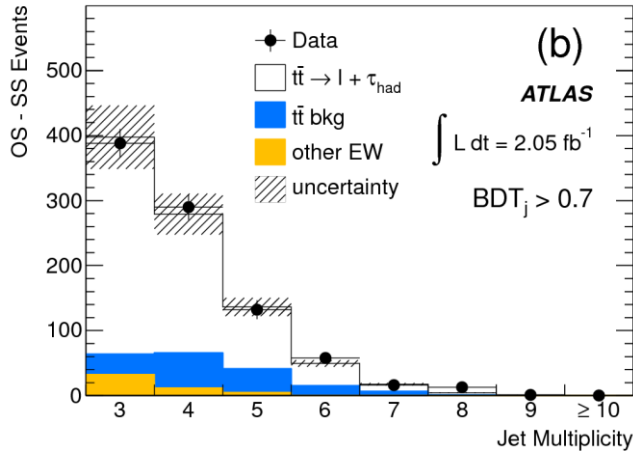 OS - SS Events
500
400
300
200
100
0
Data
tt̄ → l + τhad
tt̄ bkg
other EW
uncertainty
(b)
ATLAS
∫ L dt = 2.05 fb⁻¹
BDTj > 0.7
3 4 5 6 7 8 9 ≥ 10
Jet Multiplicity